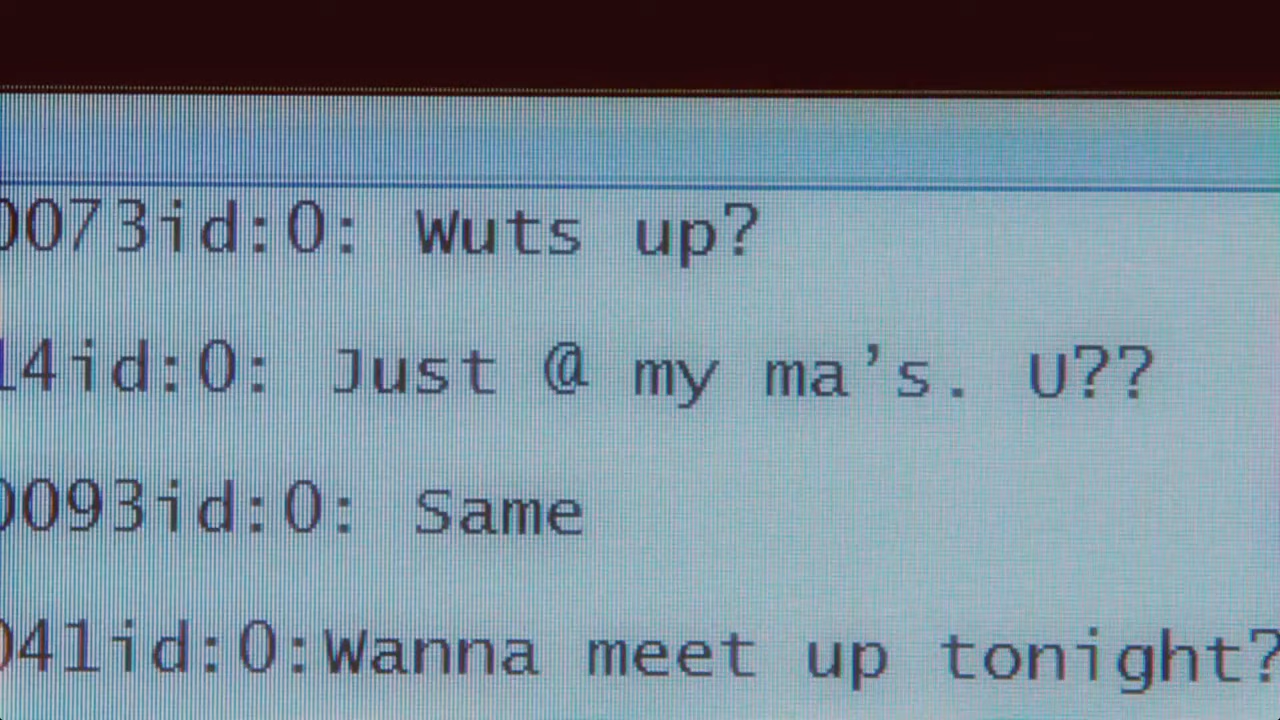 0073id:0: Wuts up?
14id:0: Just @ my ma's. U??
0093id:0: Same
041id:0:Wanna meet up tonight?